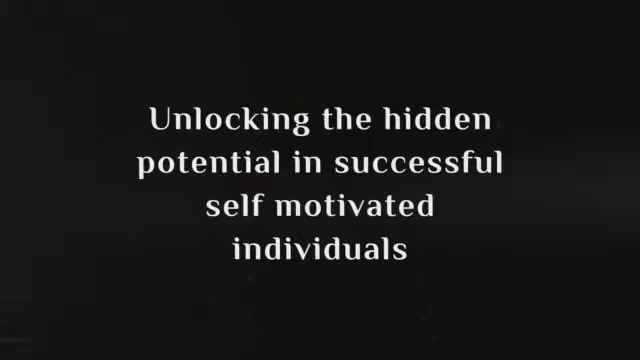 Unlocking the hidden
potential in successful
self motivated
individuals